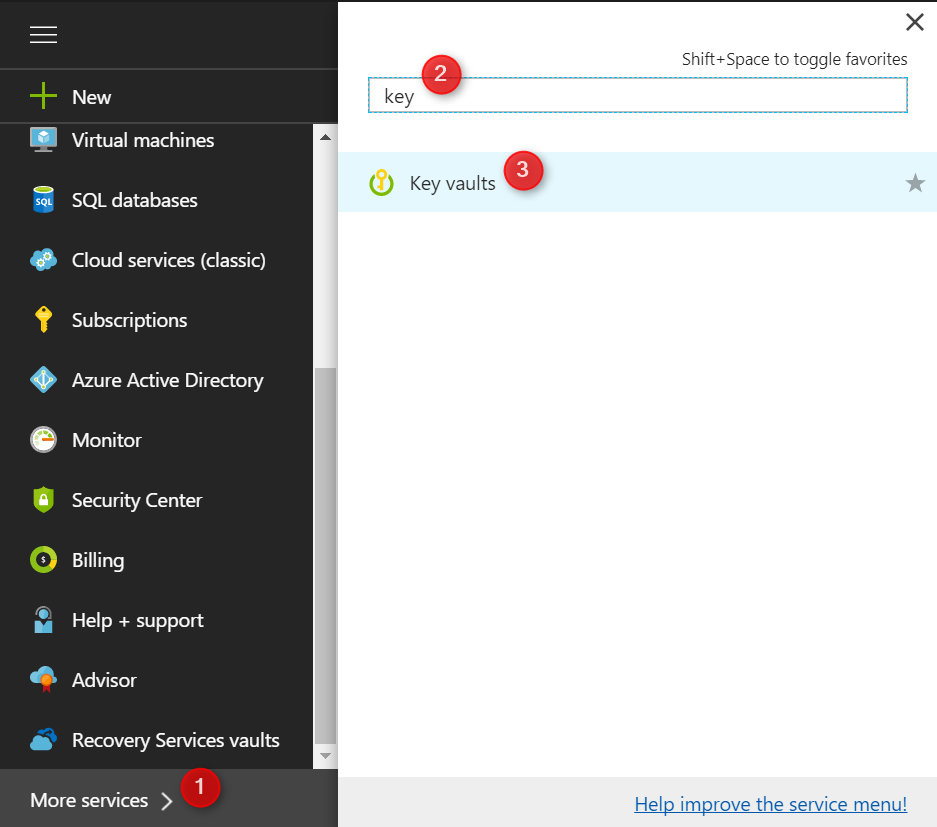 Shift+Space to toggle favorites
2
key
New
Virtual machines
3
Key vaults
SQL
SQL databases
Cloud services (classic)
Subscriptions
Azure Active Directory
Monitor
Security Center
$
Billing
Help + support
Advisor
Recovery Services vaults
1
More services
Help improve the service menu!